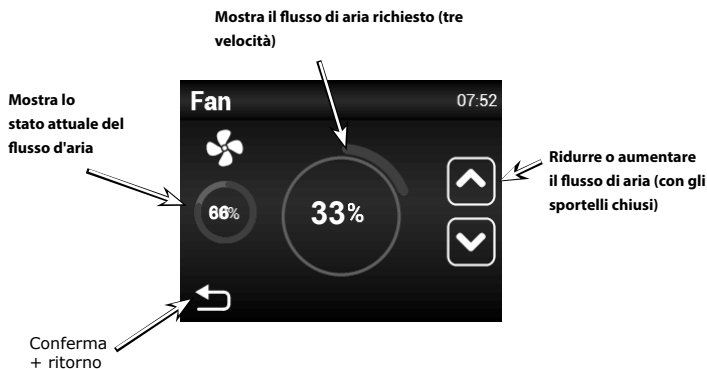 Mostra il flusso di aria richiesto (tre
velocità)
Mostra lo
stato attuale del
flusso d'aria
Fan
07:52
66%
33%
Ridurre o aumentare
il flusso di aria (con gli
sportelli chiusi)
Conferma
+ ritorno